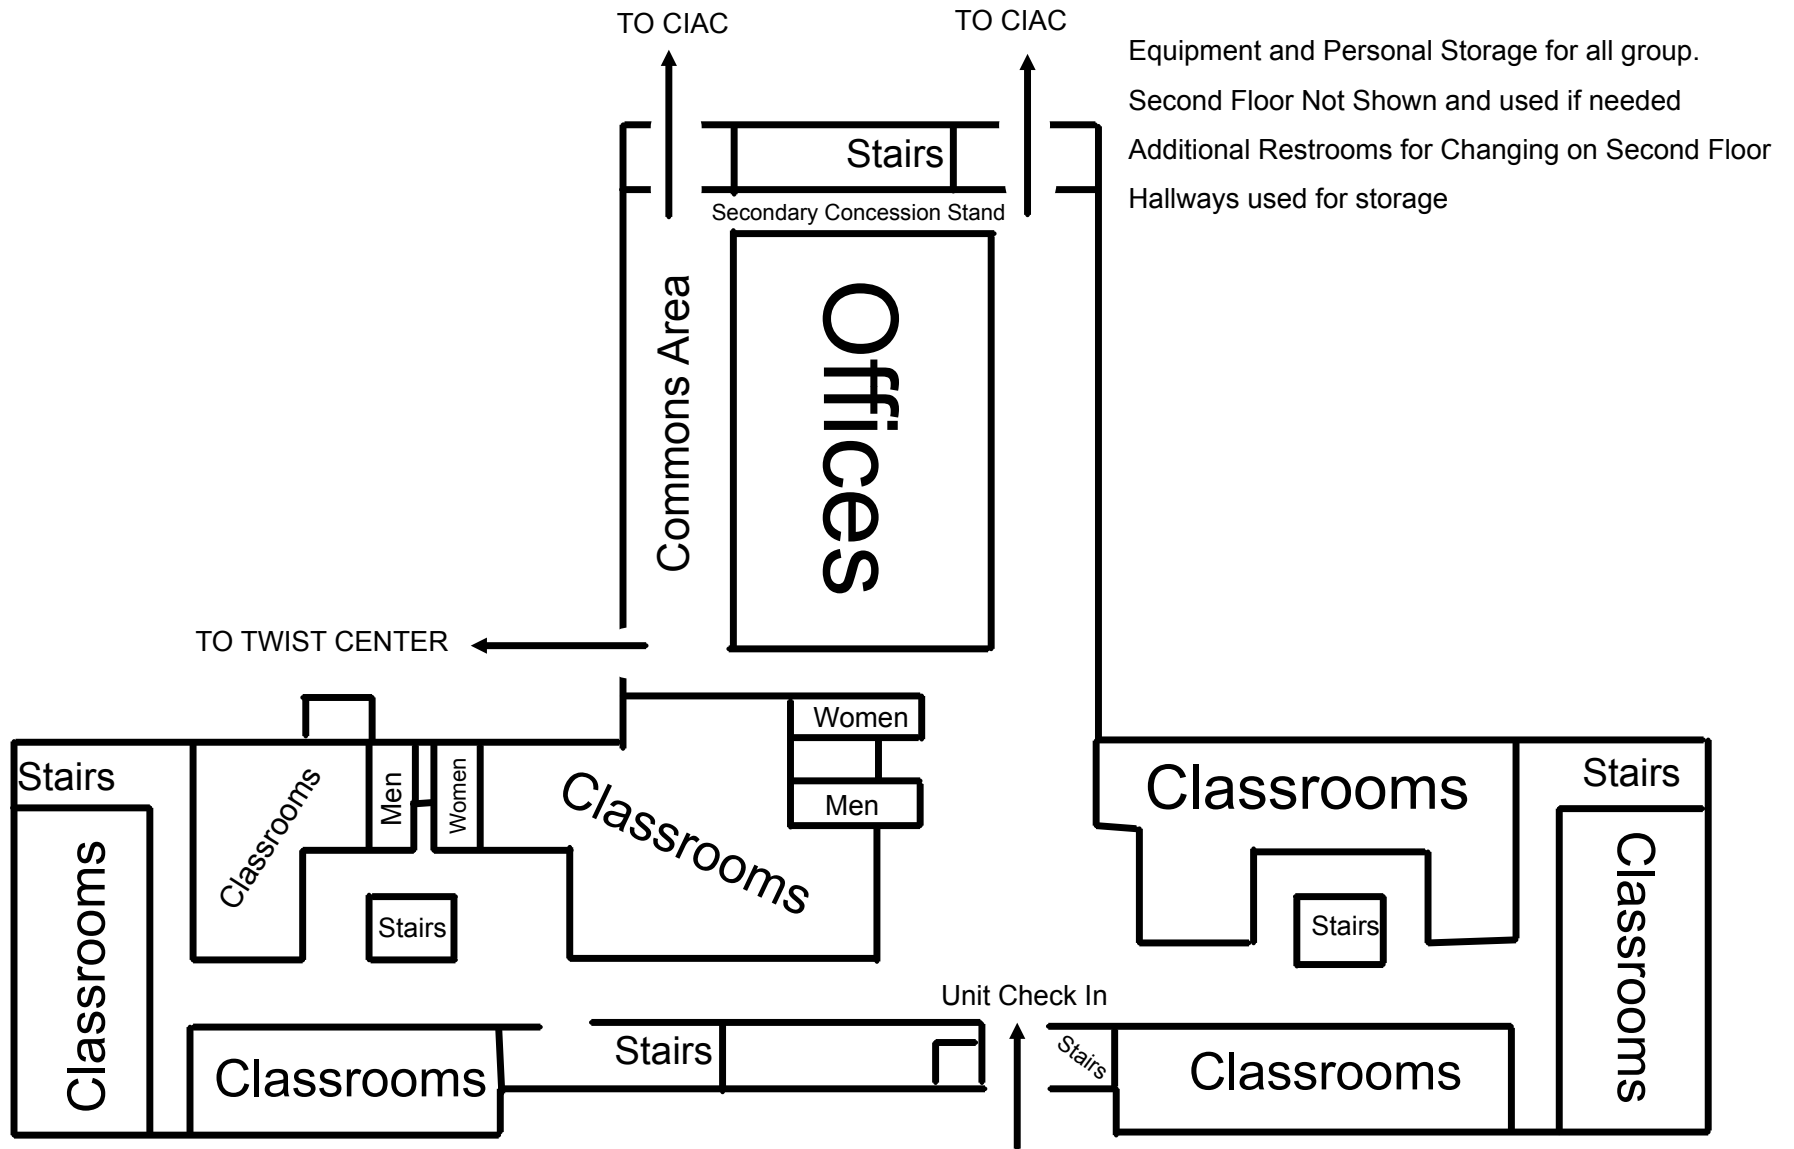 TO CIAC
TO CIAC
Equipment and Personal Storage for all group.
Second Floor Not Shown and used if needed
Additional Restrooms for Changing on Second Floor
Hallways used for storage
Stairs
Secondary Concession Stand
Commons Area
Offices
TO TWIST CENTER
Women
Men
Stairs
Classrooms
Men
Women
Classrooms
Classrooms
Stairs
Classrooms
Stairs
Stairs
Classrooms
Unit Check In
Classrooms
Stairs
Stairs
Classrooms